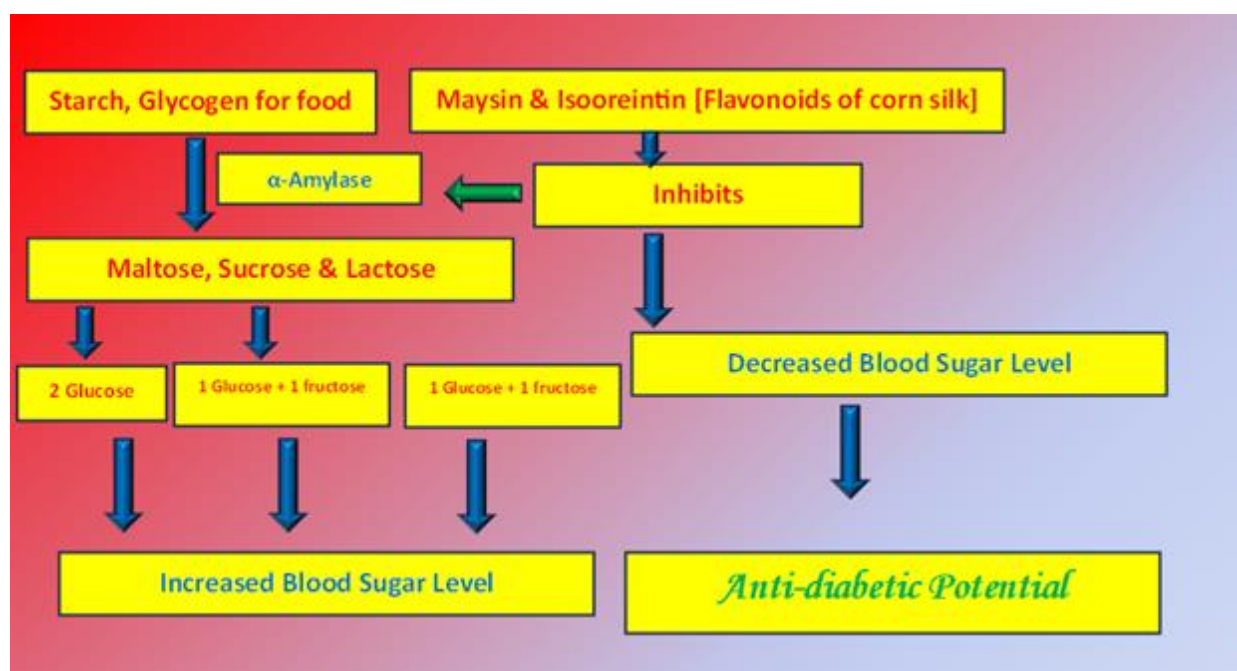 Starch, Glycogen for food
Maysin & Isooreintin [Flavonoids of corn silk]
α-Amylase
Inhibits
Maltose, Sucrose & Lactose
Decreased Blood Sugar Level
2 Glucose
1 Glucose + 1 fructose
1 Glucose + 1 fructose
Increased Blood Sugar Level
Anti-diabetic Potential